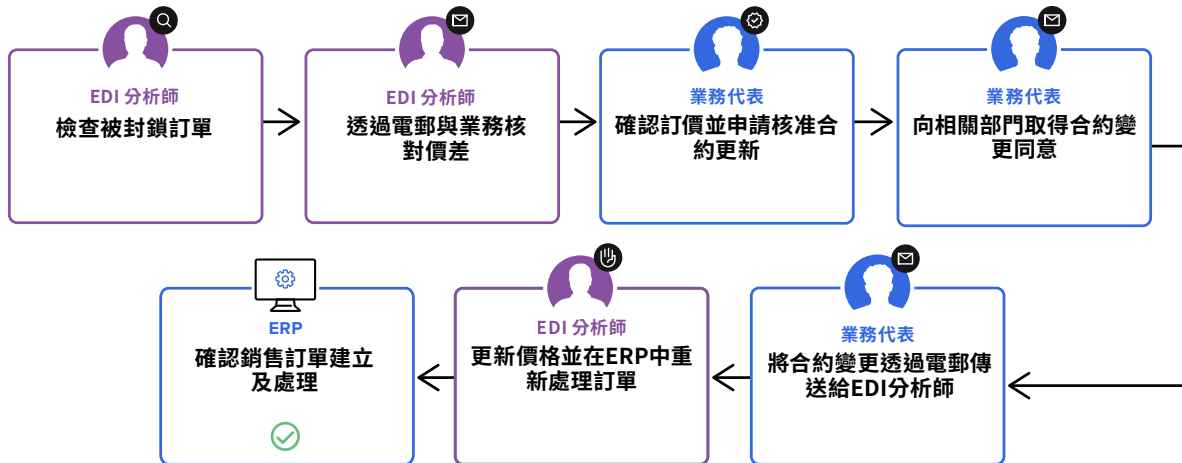 EDI 分析師
檢查被封鎖訂單
EDI 分析師
透過電郵與業務核
對價差
業務代表
確認訂價並申請核准合
約更新
業務代表
向相關部門取得合約變
更同意
業務代表
將合約變更透過電郵傳
送給EDI分析師
EDI 分析師
更新價格並在ERP中重
新處理訂單
ERP
確認銷售訂單建立
及處理